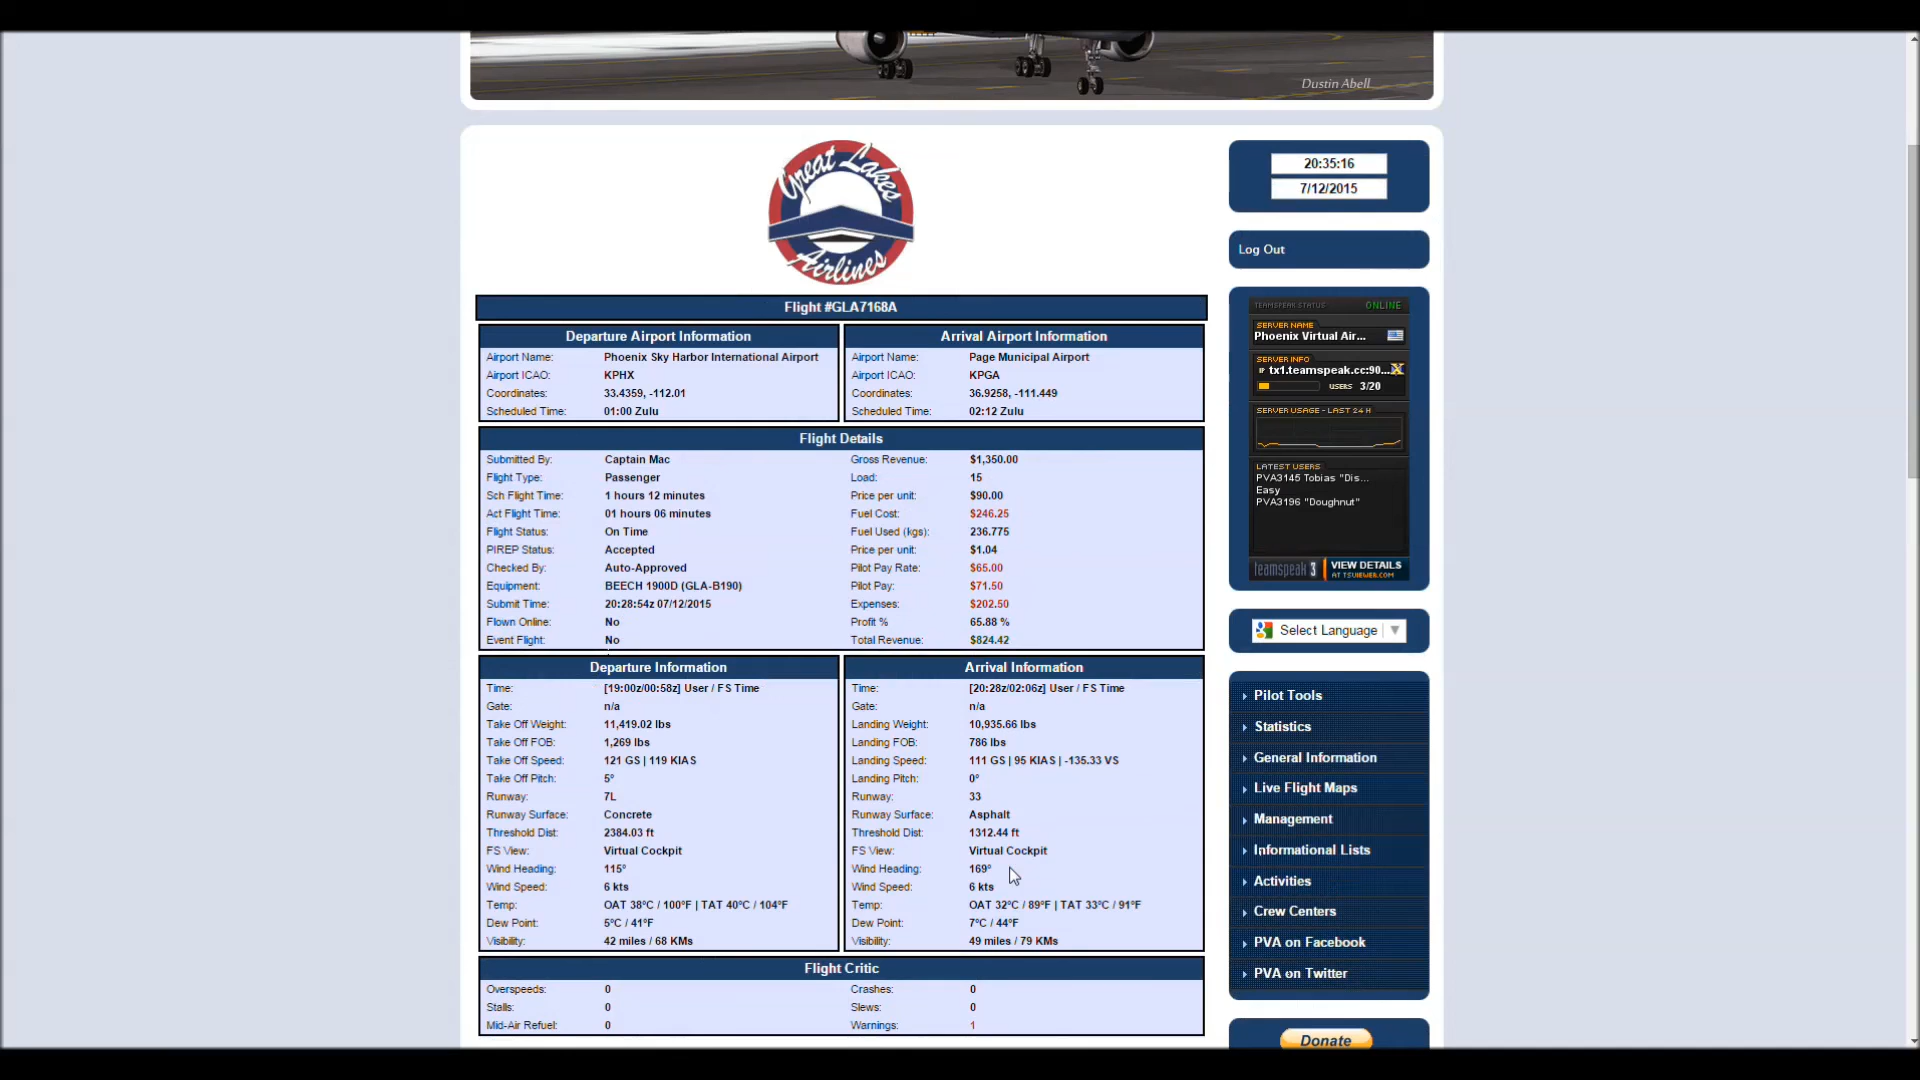 Dustin Abell
Great Lakes
Airlines
20:35:16
7/12/2015
Log Out
Flight #GLA7168A
Departure Airport Information
Airport Name: Phoenix Sky Harbor International Airport
Airport ICAO: KPHX
Coordinates: 33.4359, -112.01
Scheduled Time: 01:00 Zulu
Arrival Airport Information
Airport Name: Page Municipal Airport
Airport ICAO: KPGA
Coordinates: 36.9258, -111.449
Scheduled Time: 02:12 Zulu
Flight Details
Submitted By: Captain Mac
Flight Type: Passenger
Sch Flight Time: 1 hours 12 minutes
Act Flight Time: 01 hours 06 minutes
Flight Status: On Time
PIREP Status: Accepted
Checked By: Auto-Approved
Equipment: BEECH 1900D (GLA-B190)
Submit Time: 20:28:54z 07/12/2015
Flown Online: No
Event Flight: No
Gross Revenue: $1,350.00
Load: 15
Price per unit: $90.00
Fuel Cost: $246.25
Fuel Used (kgs): 236.775
Price per unit: $1.04
Pilot Pay Rate: $65.00
Pilot Pay: $71.50
Expenses: $202.50
Profit % 65.88 %
Total Revenue: $824.42
Departure Information
Time: [19:00z/00:58z] User / FS Time
Gate: n/a
Take Off Weight: 11,419.02 lbs
Take Off FOB: 1,269 lbs
Take Off Speed: 121 GS | 119 KIAS
Take Off Pitch: 5°
Runway: 7L
Runway Surface: Concrete
Threshold Dist: 2384.03 ft
FS View: Virtual Cockpit
Wind Heading: 115°
Wind Speed: 6 kts
Temp: OAT 38°C / 100°F | TAT 40°C / 104°F
Dew Point: 5°C / 41°F
Visibility: 42 miles / 68 KMs
Arrival Information
Time: [20:28z/02:06z] User / FS Time
Gate: n/a
Landing Weight: 10,935.66 lbs
Landing FOB: 786 lbs
Landing Speed: 111 GS | 95 KIAS | -135.33 VS
Landing Pitch: 0°
Runway: 33
Runway Surface: Asphalt
Threshold Dist: 1312.44 ft
FS View: Virtual Cockpit
Wind Heading: 169°
Wind Speed: 6 kts
Temp: OAT 32°C / 89°F | TAT 33°C / 91°F
Dew Point: 7°C / 44°F
Visibility: 49 miles / 79 KMs
Flight Critic
Overspeeds: 0
Stalls: 0
Mid-Air Refuel: 0
Crashes: 0
Slews: 0
Warnings: 1
TEAMSPEAK STATUS ONLINE
SERVER NAME
Phoenix Virtual Air...
SERVER INFO
IP tx1.teamspeak.cc:90...
USERS 3/20
SERVER USAGE - LAST 24 H
LATEST USERS
PVA3145 Tobias "Dis...
Easy
PVA3196 "Doughnut"
teamspeak 3 VIEW DETAILS
AT TSVIEWER.COM
Select Language
Pilot Tools
Statistics
General Information
Live Flight Maps
Management
Informational Lists
Activities
Crew Centers
PVA on Facebook
PVA on Twitter
Donate